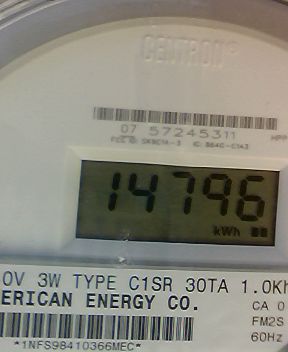 CENTRON®
07 57245311
14796
kWh
0V 3W TYPE C1SR 30TA 1.0Kh
ERICAN ENERGY CO.
CA 0
FM2S
60Hz
*1NFS98410366MEC*